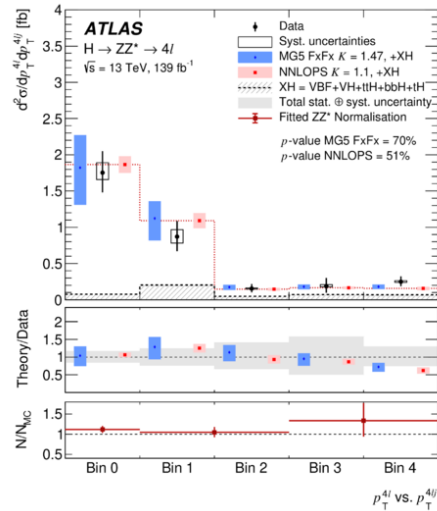 d²σ/dp_T^{4l} dp_T^{4lj} [fb]
4
3.5
3
2.5
2
1.5
1
0.5
0
ATLAS
H → ZZ* → 4l
√s = 13 TeV, 139 fb⁻¹
Data
Syst. uncertainties
MG5 FxFx K = 1.47, +XH
NNLOPS K = 1.1, +XH
XH = VBF+VH+ttH+bbH+tH
Total stat. ⊕ syst. uncertainty
Fitted ZZ* Normalisation
p-value MG5 FxFx = 70%
p-value NNLOPS = 51%
Theory/Data
2
1.5
1.0
0.5
N/N_MC
1.5
1
0.5
Bin 0 Bin 1 Bin 2 Bin 3 Bin 4
p_T^{4l} vs. p_T^{4lj}